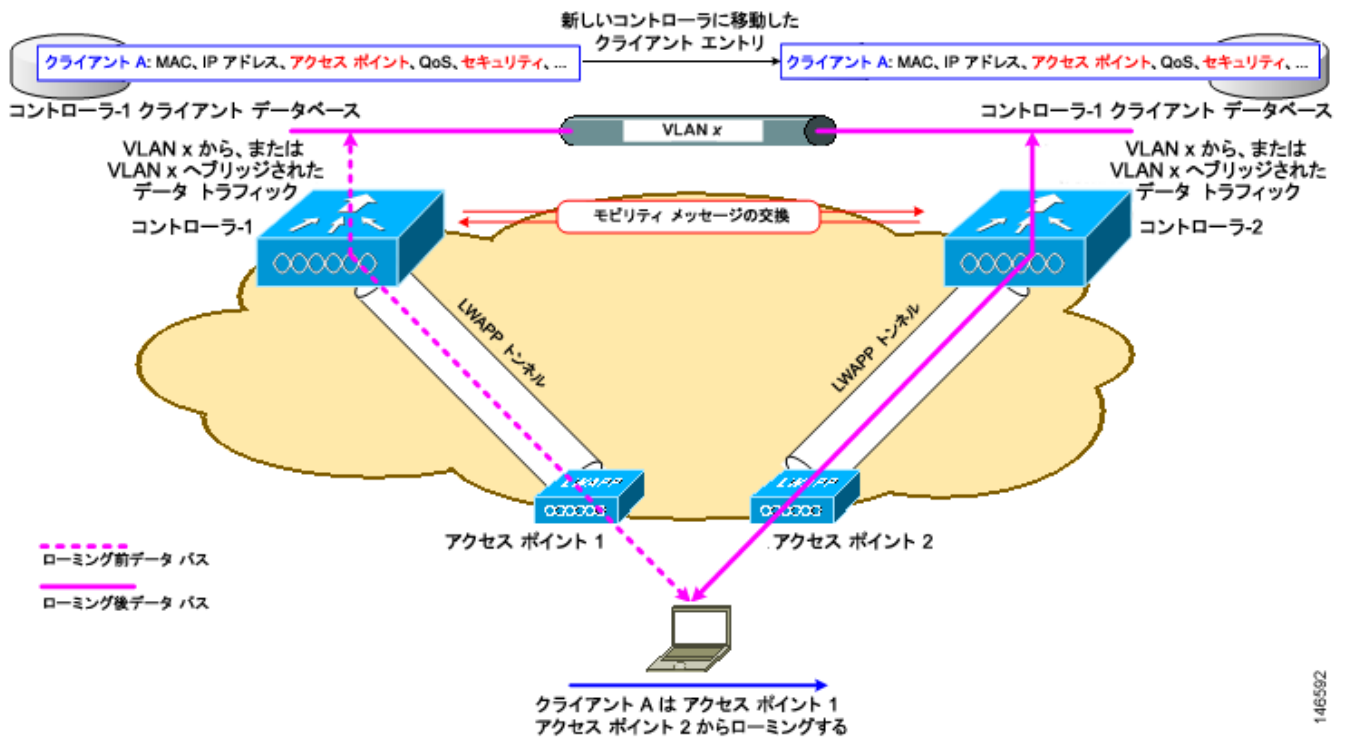 新しいコントローラに移動した
クライアント エントリ
クライアント A: MAC、IP アドレス、アクセス ポイント、QoS、セキュリティ、...
クライアント A: MAC、IP アドレス、アクセス ポイント、QoS、セキュリティ、...
コントローラ-1 クライアント データベース
コントローラ-1 クライアント データベース
VLAN x
VLAN x から、または
VLAN x へブリッジされた
データ トラフィック
VLAN x から、または
VLAN x へブリッジされた
データ トラフィック
コントローラ-1
モビリティ メッセージの交換
コントローラ-2
LWAPP トンネル
LWAPP トンネル
LWAPP
LWAPP
アクセス ポイント 1
アクセス ポイント 2
ローミング前データ パス
ローミング後データ パス
クライアント A は アクセス ポイント 1
アクセス ポイント 2 からローミングする
146592